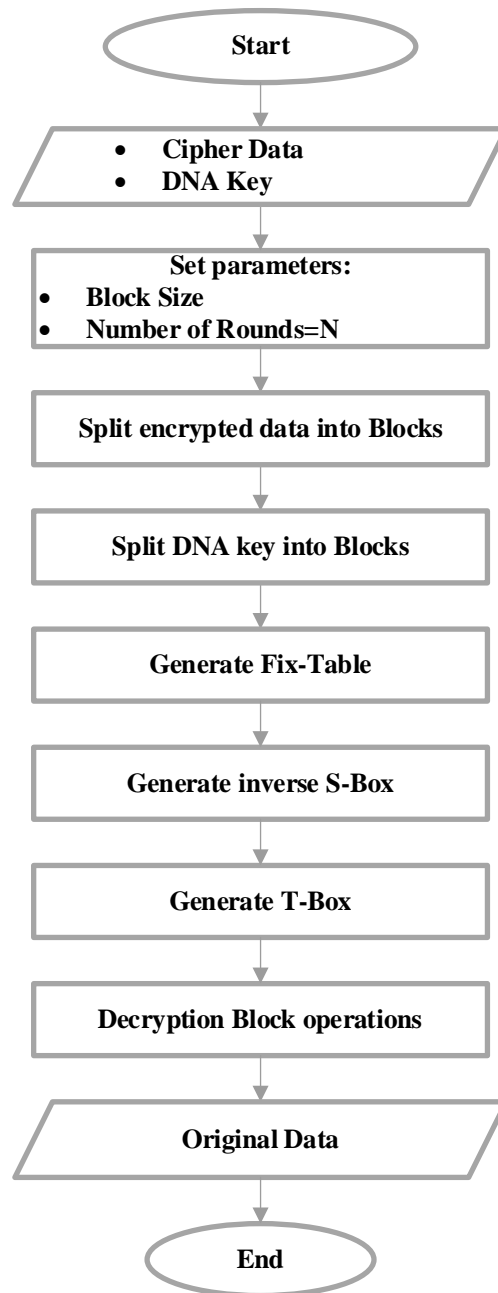 Start
• Cipher Data
• DNA Key
Set parameters:
• Block Size
• Number of Rounds=N
Split encrypted data into Blocks
Split DNA key into Blocks
Generate Fix-Table
Generate inverse S-Box
Generate T-Box
Decryption Block operations
Original Data
End